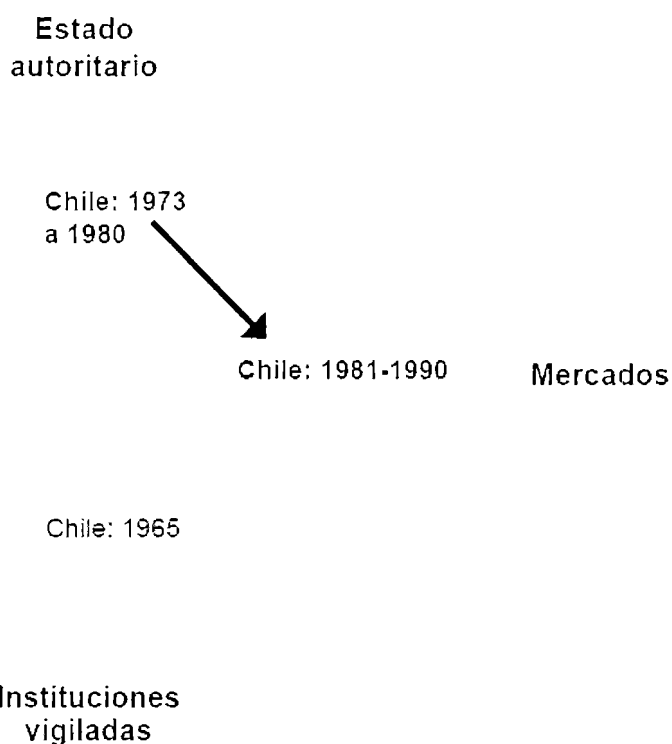 Estado
autoritario
Chile: 1973
a 1980
Chile: 1981-1990
Mercados
Chile: 1965
Instituciones
vigiladas